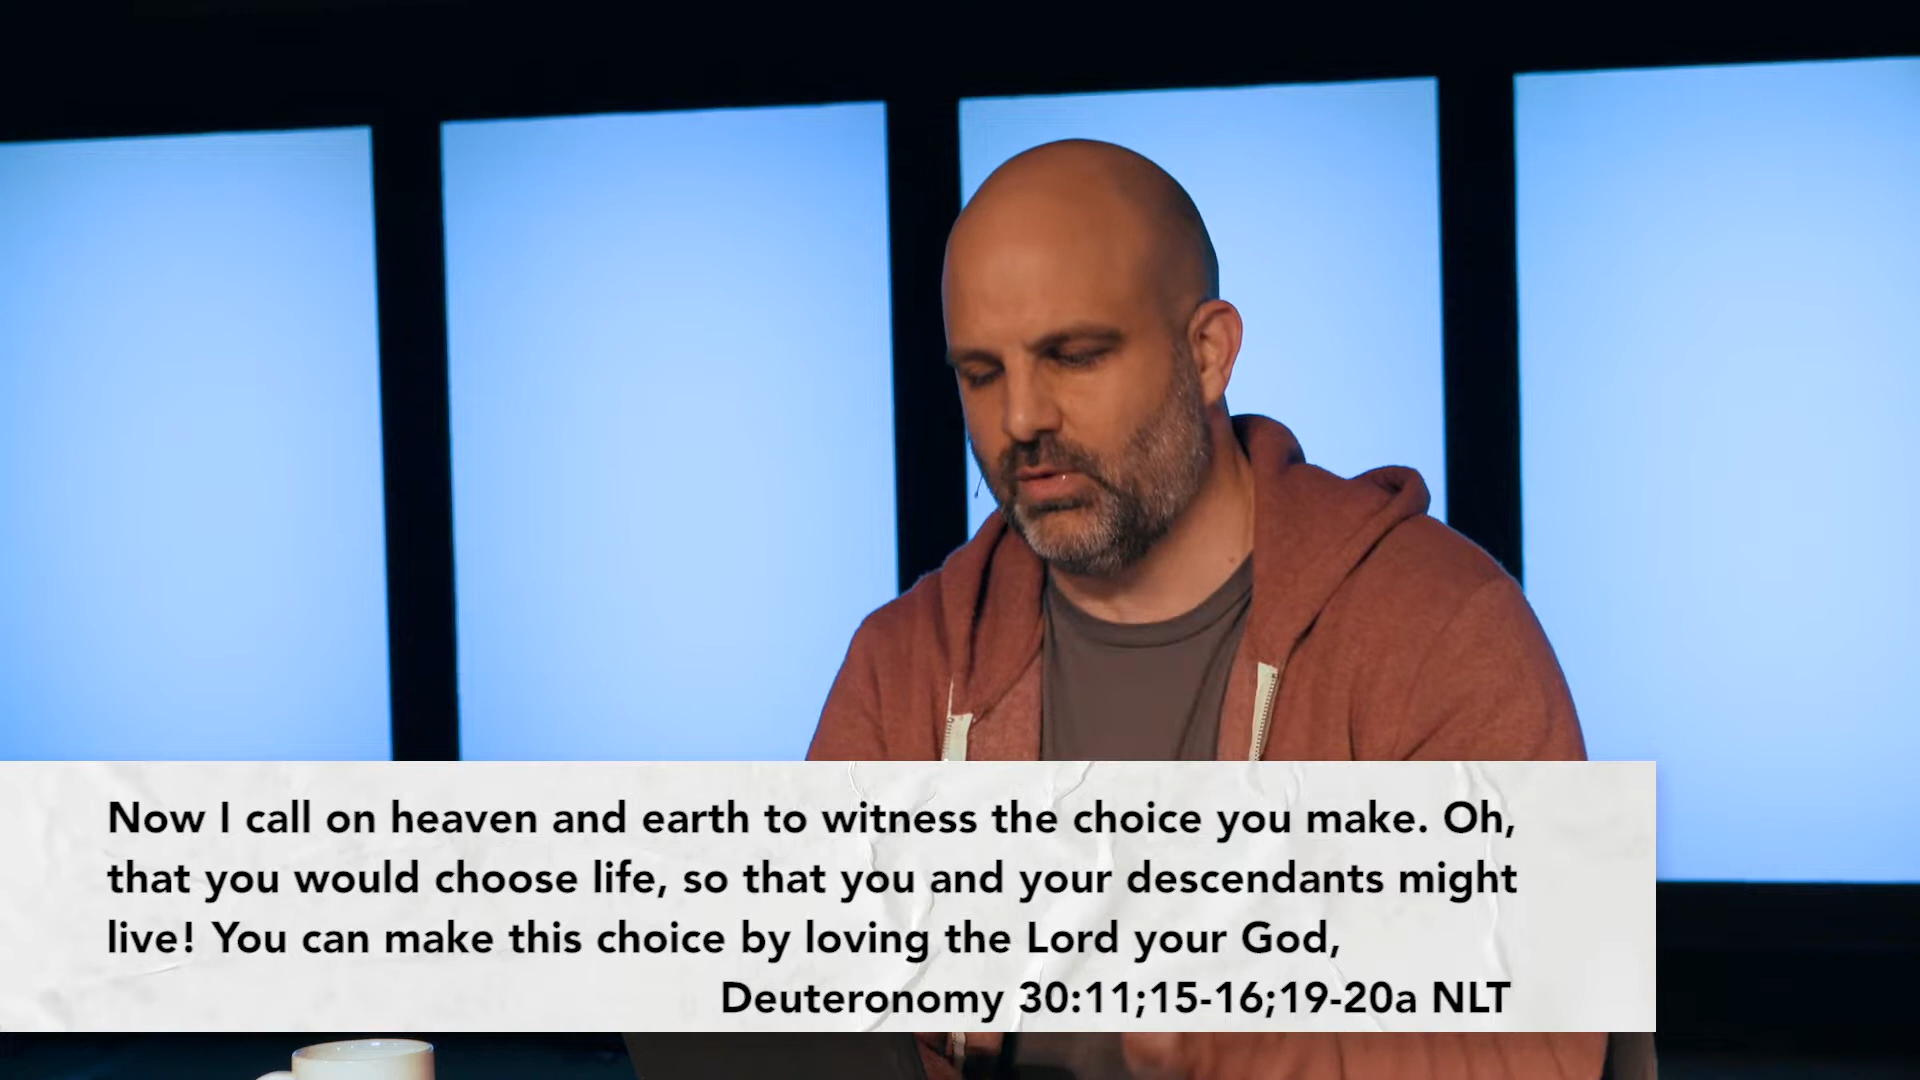 Now I call on heaven and earth to witness the choice you make. Oh,
that you would choose life, so that you and your descendants might
live! You can make this choice by loving the Lord your God,
Deuteronomy 30:11;15-16;19-20a NLT